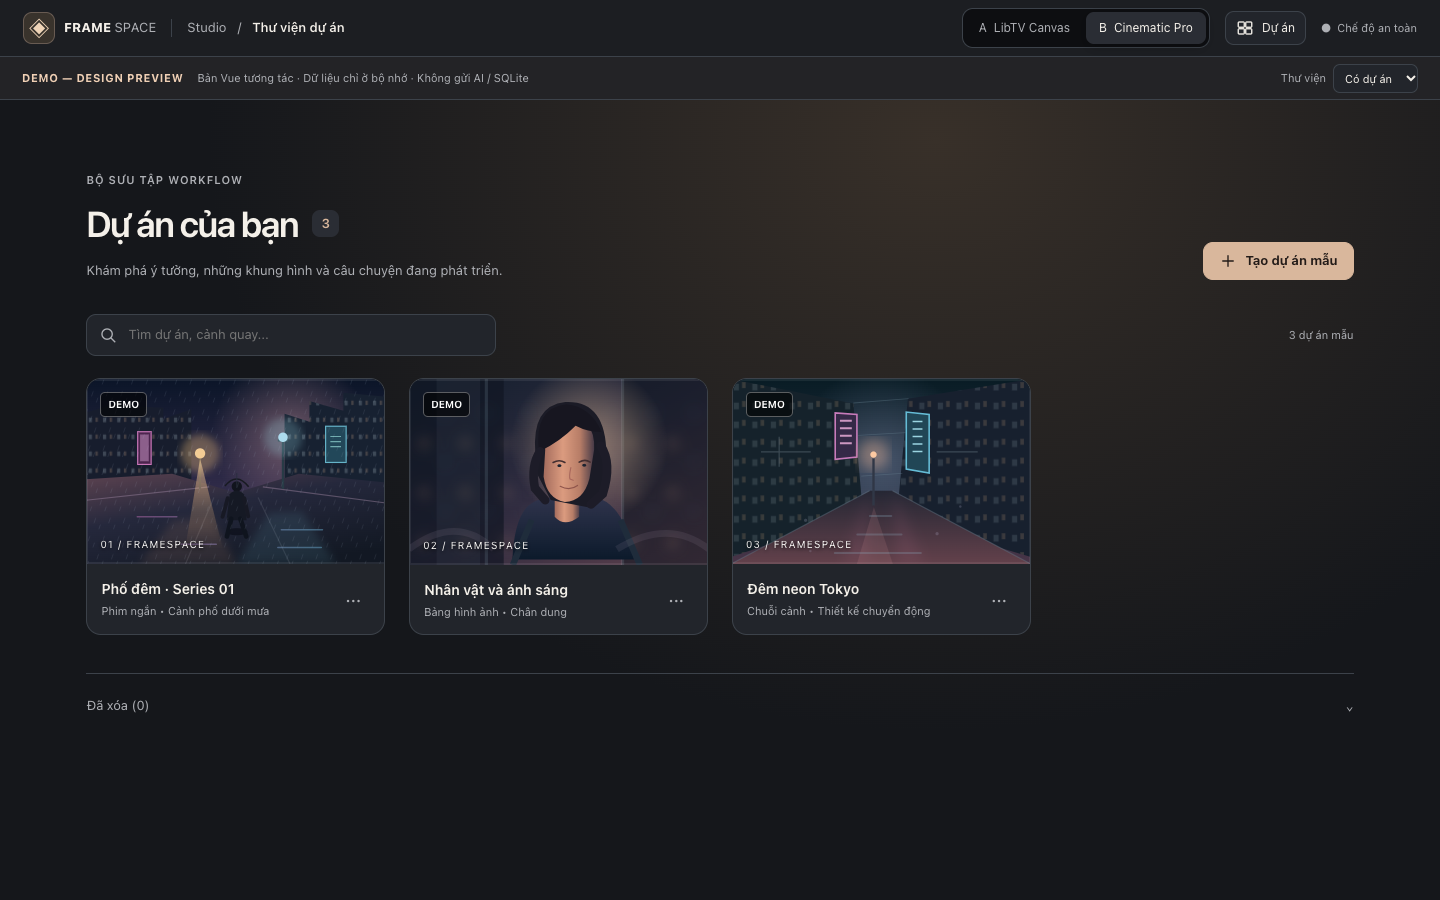 FRAME SPACE Studio / Thư viện dự án A LibTV Canvas B Cinematic Pro Dự án Chế độ an toàn
DEMO — DESIGN PREVIEW Bản Vue tương tác · Dữ liệu chỉ ở bộ nhớ · Không gửi AI / SQLite Thư viện Có dự án
BỘ SƯU TẬP WORKFLOW
Dự án của bạn 3
Khám phá ý tưởng, những khung hình và câu chuyện đang phát triển.
+ Tạo dự án mẫu
Tìm dự án, cảnh quay...
3 dự án mẫu
DEMO
01 / FRAMESPACE
Phố đêm · Series 01
Phim ngắn • Cảnh phố dưới mưa
...
DEMO
02 / FRAMESPACE
Nhân vật và ánh sáng
Bảng hình ảnh • Chân dung
...
DEMO
03 / FRAMESPACE
Đêm neon Tokyo
Chuỗi cảnh • Thiết kế chuyển động
...
Đã xóa (0)